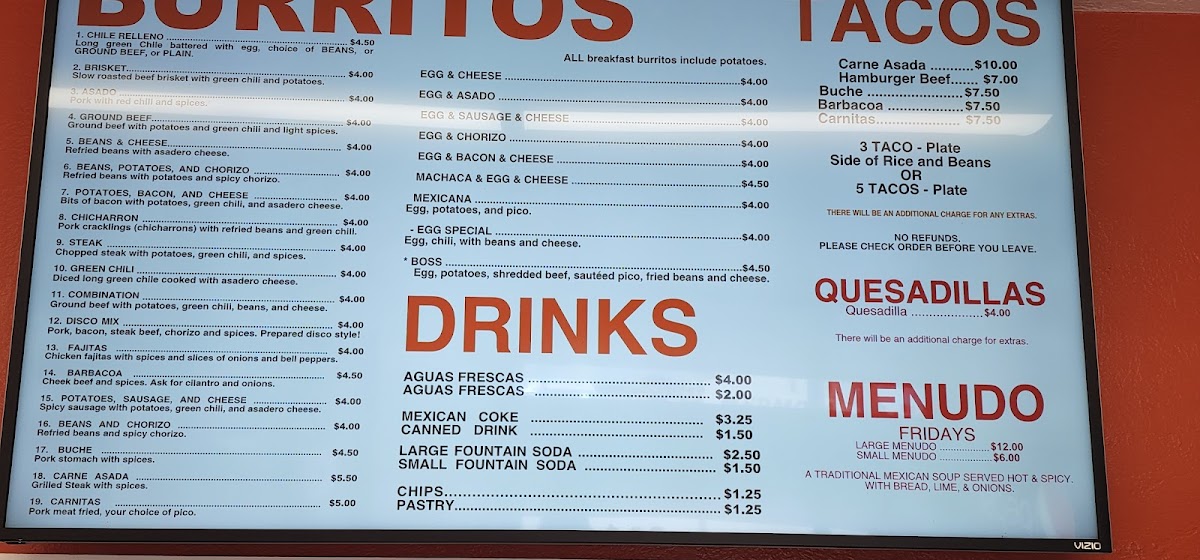 BURRITOS
1. CHILE RELLENO ........ $4.50
Long green Chile battered with egg, choice of BEANS, or
GROUND BEEF, or PLAIN.
2. BRISKET ........ $4.00
Slow roasted beef brisket with green chili and potatoes.
3. ASADO ........ $4.00
Pork with red chili and spices.
4. GROUND BEEF ........ $4.00
Ground beef with potatoes and green chili and light spices.
5. BEANS & CHEESE ........ $4.00
Refried beans with asadero cheese.
6. BEANS, POTATOES, AND CHORIZO ........ $4.00
Refried beans with potatoes and spicy chorizo.
7. POTATOES, BACON, AND CHEESE ........ $4.00
Bits of bacon with potatoes, green chili, and asadero cheese.
8. CHICHARRON ........ $4.00
Pork cracklings (chicharrons) with refried beans and green chili.
9. STEAK ........ $4.00
Chopped steak with potatoes, green chili, and spices.
10. GREEN CHILI ........ $4.00
Diced long green chile cooked with asadero cheese.
11. COMBINATION ........ $4.00
Ground beef with potatoes, green chili, beans, and cheese.
12. DISCO MIX ........ $4.00
Pork, bacon, steak beef, chorizo and spices. Prepared disco style!
13. FAJITAS ........ $4.00
Chicken fajitas with spices and slices of onions and bell peppers.
14. BARBACOA ........ $4.50
Cheek beef and spices. Ask for cilantro and onions.
15. POTATOES, SAUSAGE, AND CHEESE ........ $4.00
Spicy sausage with potatoes, green chili, and asadero cheese.
16. BEANS AND CHORIZO ........ $4.00
Refried beans and spicy chorizo.
17. BUCHE ........ $4.50
Pork stomach with spices.
18. CARNE ASADA ........ $5.50
Grilled Steak with spices.
19. CARNITAS ........ $5.00
Pork meat fried, your choice of pico.
ALL breakfast burritos include potatoes.
EGG & CHEESE ........ $4.00
EGG & ASADO ........ $4.00
EGG & SAUSAGE & CHEESE ........ $4.00
EGG & CHORIZO ........ $4.00
EGG & BACON & CHEESE ........ $4.00
MACHACA & EGG & CHEESE ........ $4.50
MEXICANA ........ $4.00
Egg, potatoes, and pico.
- EGG SPECIAL ........ $4.00
Egg, chili, with beans and cheese.
* BOSS ........ $4.50
Egg, potatoes, shredded beef, sautéed pico, fried beans and cheese.
DRINKS
AGUAS FRESCAS ........ $4.00
AGUAS FRESCAS ........ $2.00
MEXICAN COKE ........ $3.25
CANNED DRINK ........ $1.50
LARGE FOUNTAIN SODA ........ $2.50
SMALL FOUNTAIN SODA ........ $1.50
CHIPS ........ $1.25
PASTRY ........ $1.25
TACOS
Carne Asada ........ $10.00
Hamburger Beef ........ $7.00
Buche ........ $7.50
Barbacoa ........ $7.50
Carnitas ........ $7.50
3 TACO - Plate
Side of Rice and Beans
OR
5 TACOS - Plate
THERE WILL BE AN ADDITIONAL CHARGE FOR ANY EXTRAS.
NO REFUNDS.
PLEASE CHECK ORDER BEFORE YOU LEAVE.
QUESADILLAS
Quesadilla ........ $4.00
There will be an additional charge for extras.
MENUDO
FRIDAYS
LARGE MENUDO ........ $12.00
SMALL MENUDO ........ $6.00
A TRADITIONAL MEXICAN SOUP SERVED HOT & SPICY.
WITH BREAD, LIME, & ONIONS.
VIZIO